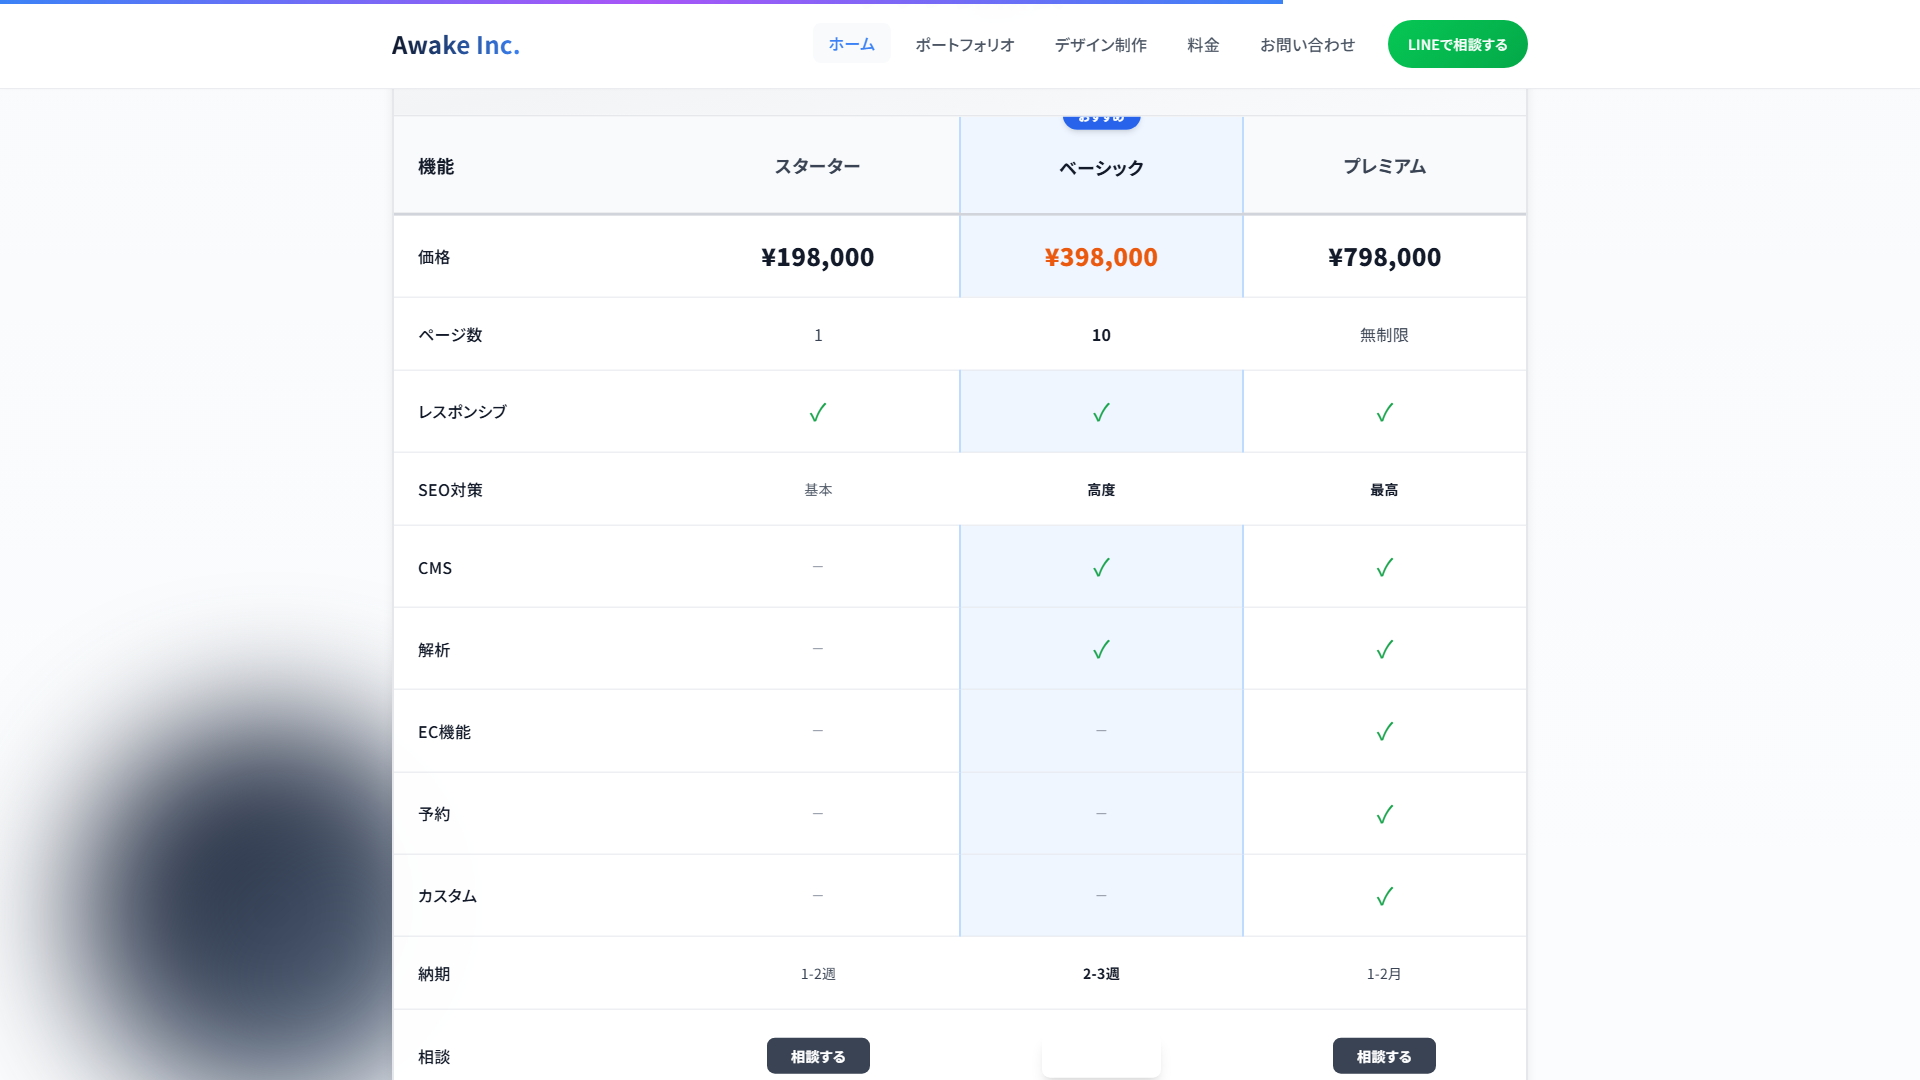 Awake Inc.
ホーム
ポートフォリオ
デザイン制作
料金
お問い合わせ
LINEで相談する
おすすめ
機能 スターター ベーシック プレミアム
価格 ¥198,000 ¥398,000 ¥798,000
ページ数 1 10 無制限
レスポンシブ ✓ ✓ ✓
SEO対策 基本 高度 最高
CMS – ✓ ✓
解析 – ✓ ✓
EC機能 – – ✓
予約 – – ✓
カスタム – – ✓
納期 1-2週 2-3週 1-2月
相談 相談する 相談する